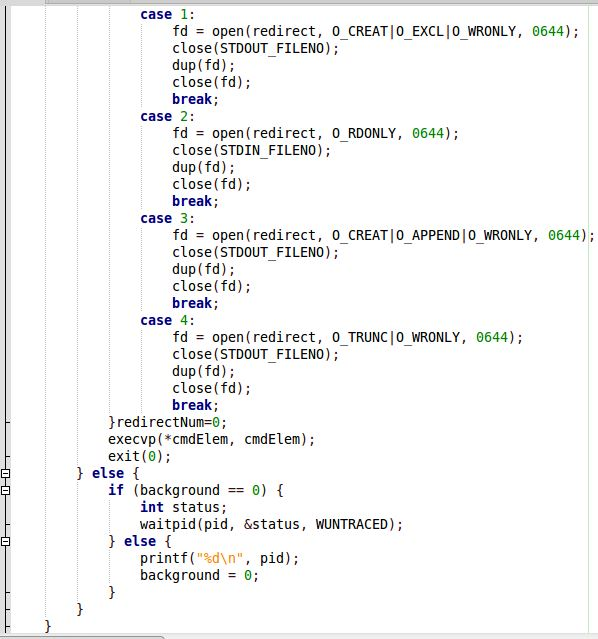 case 1:
fd = open(redirect, O_CREAT|O_EXCL|O_WRONLY, 0644);
close(STDOUT_FILENO);
dup(fd);
close(fd);
break;
case 2:
fd = open(redirect, O_RDONLY, 0644);
close(STDIN_FILENO);
dup(fd);
close(fd);
break;
case 3:
fd = open(redirect, O_CREAT|O_APPEND|O_WRONLY, 0644);
close(STDOUT_FILENO);
dup(fd);
close(fd);
break;
case 4:
fd = open(redirect, O_TRUNC|O_WRONLY, 0644);
close(STDOUT_FILENO);
dup(fd);
close(fd);
break;
}redirectNum=0;
execvp(*cmdElem, cmdElem);
exit(0);
} else {
if (background == 0) {
int status;
waitpid(pid, &status, WUNTRACED);
} else {
printf("%d\n", pid);
background = 0;
}
}
}